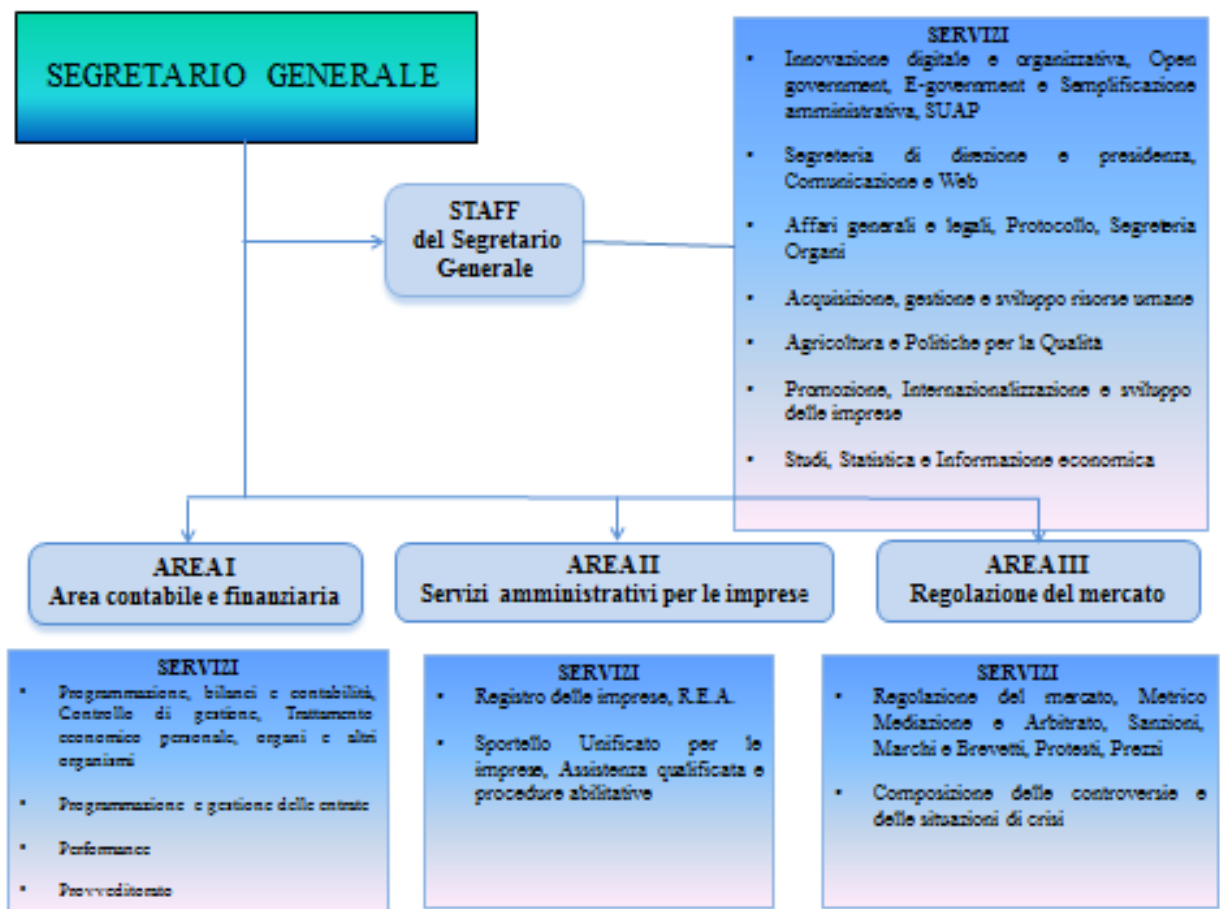 SEGRETARIO GENERALE
STAFF
del Segretario
Generale
SERVIZI
• Innovazione digitale e organizzativa, Open
government, E-government e Semplificazione
amministrativa, SUAP
• Segreteria di direzione e presidenza,
Comunicazione e Web
• Affari generali e legali, Protocollo, Segreteria
Organi
• Acquisizione, gestione e sviluppo risorse umane
• Agricoltura e Politiche per la Qualità
• Promozione, Internazionalizzazione e sviluppo
delle imprese
• Studi, Statistica e Informazione economica
AREA I
Area contabile e finanziaria
SERVIZI
• Programmazione, bilanci e contabilità,
Controllo di gestione, Trattamento
economico personale, organi e altri
organismi
• Programmazione e gestione delle entrate
• Performance
• Provveditorato
AREA II
Servizi amministrativi per le imprese
SERVIZI
• Registro delle imprese, R.E.A.
• Sportello Unificato per le
imprese, Assistenza qualificata e
procedure abilitative
AREA III
Regolazione del mercato
SERVIZI
• Regolazione del mercato, Metrico
Mediazione e Arbitrato, Sanzioni,
Marchi e Brevetti, Protesti, Prezzi
• Composizione delle controversie e
delle situazioni di crisi